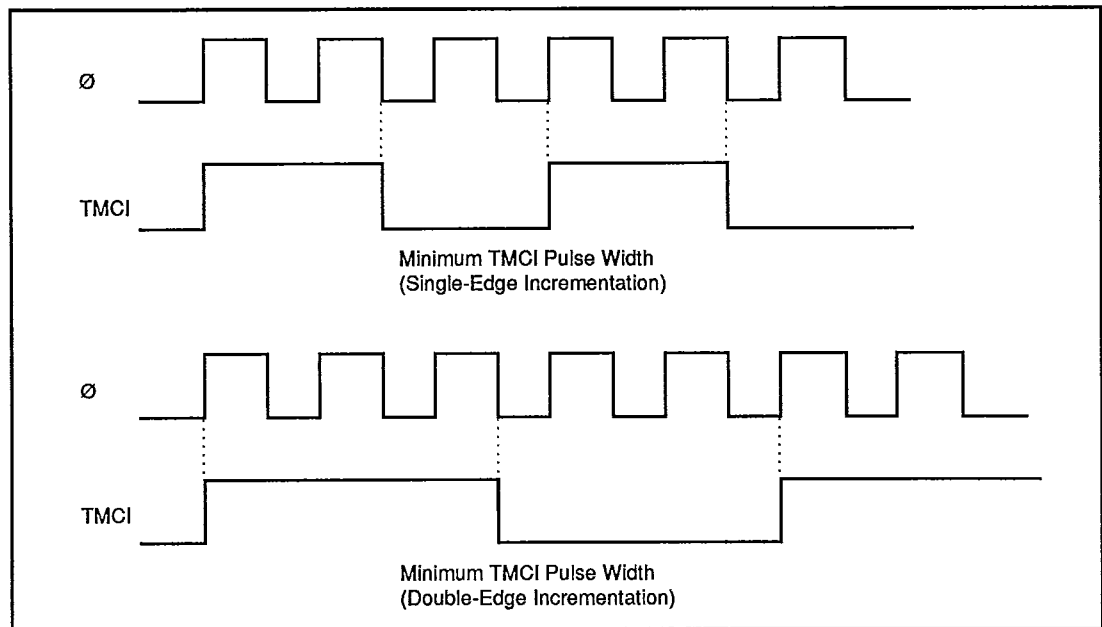 Ø
TMCI
Minimum TMCI Pulse Width
(Single-Edge Incrementation)
Ø
TMCI
Minimum TMCI Pulse Width
(Double-Edge Incrementation)